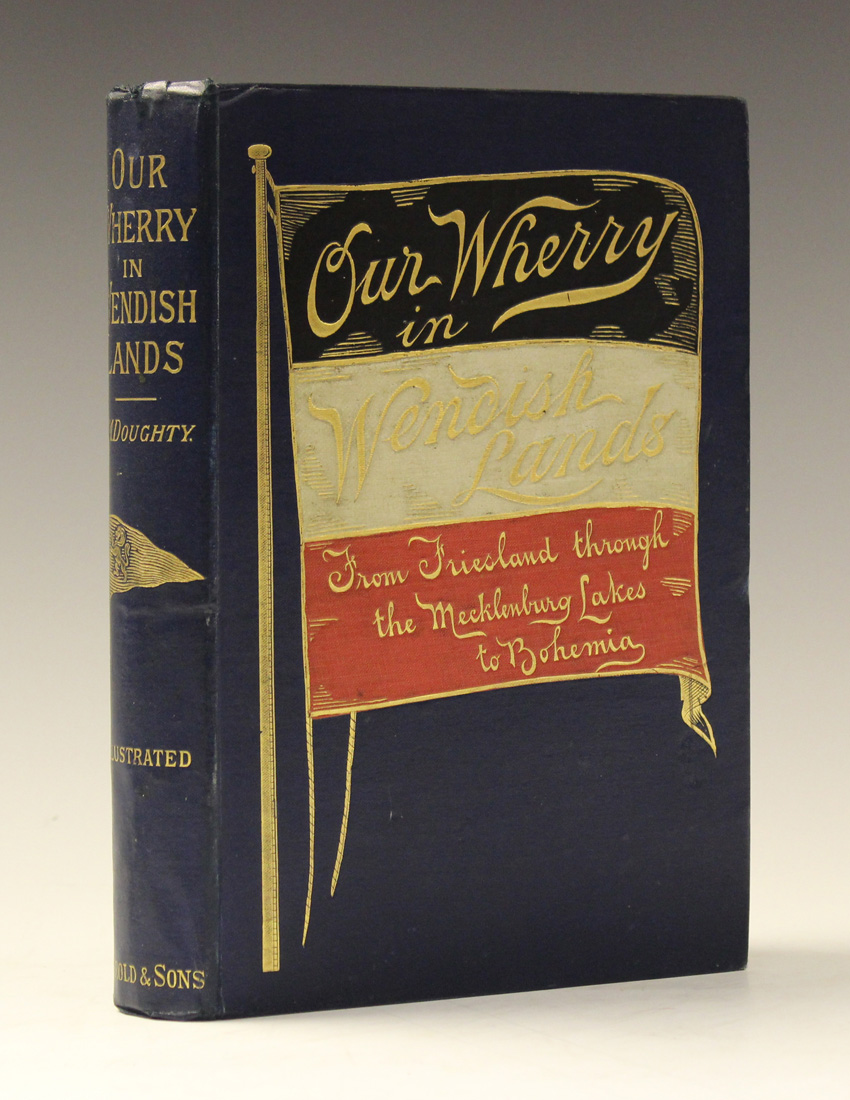 OUR
WHERRY
IN
WENDISH
LANDS
DOUGHTY.
ILLUSTRATED
& SONS
Our Wherry
in
Wendish
Lands
From Friesland through
the Mecklenburg Lakes
to Bohemia